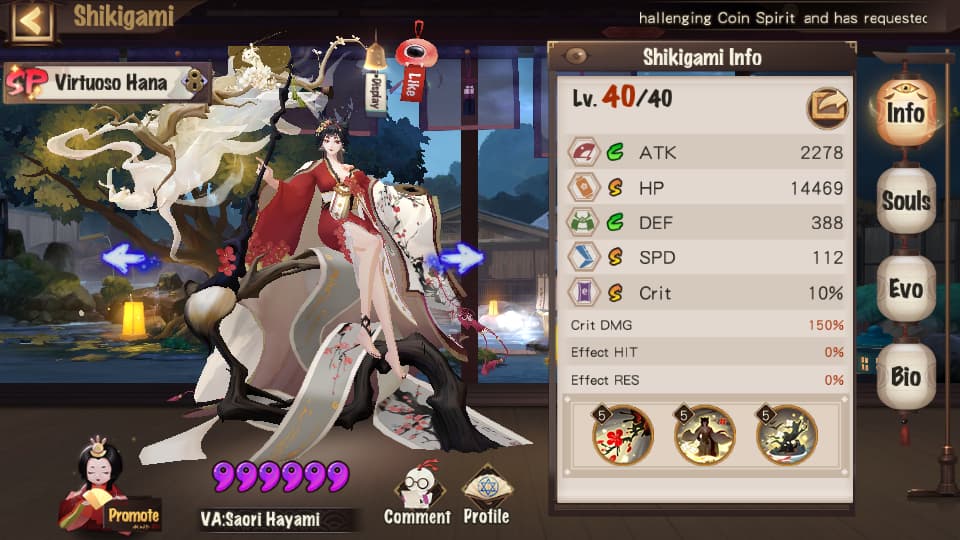 Shikigami
hallenging Coin Spirit and has requested
SP Virtuoso Hana
Display
Like
Shikigami Info
Lv. 40/40
C ATK 2278
S HP 14469
C DEF 388
S SPD 112
S Crit 10%
Crit DMG 150%
Effect HIT 0%
Effect RES 0%
5 5 5
Info
Souls
Evo
Bio
Promote
VA:Saori Hayami
Comment
Profile